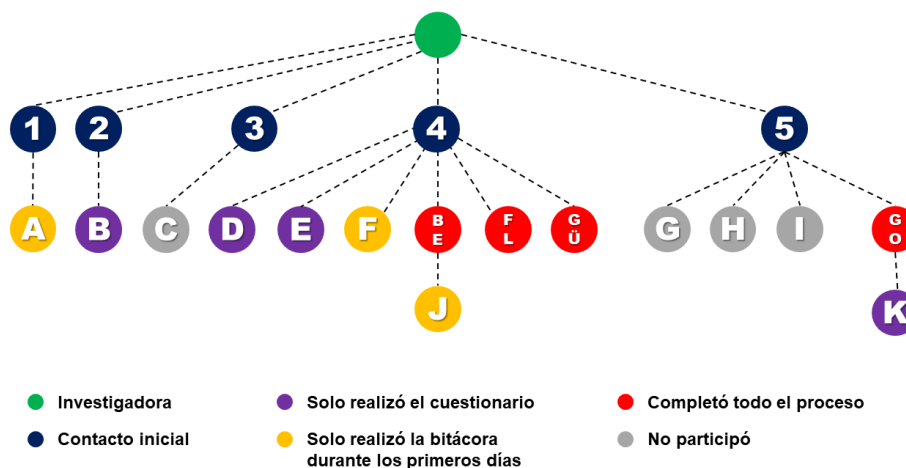 1
2
3
4
5
A
B
C
D
E
F
B
E
F
L
G
Ü
G
H
I
G
O
J
K
Investigadora
Solo realizó el cuestionario
Completó todo el proceso
Contacto inicial
Solo realizó la bitácora
durante los primeros días
No participó